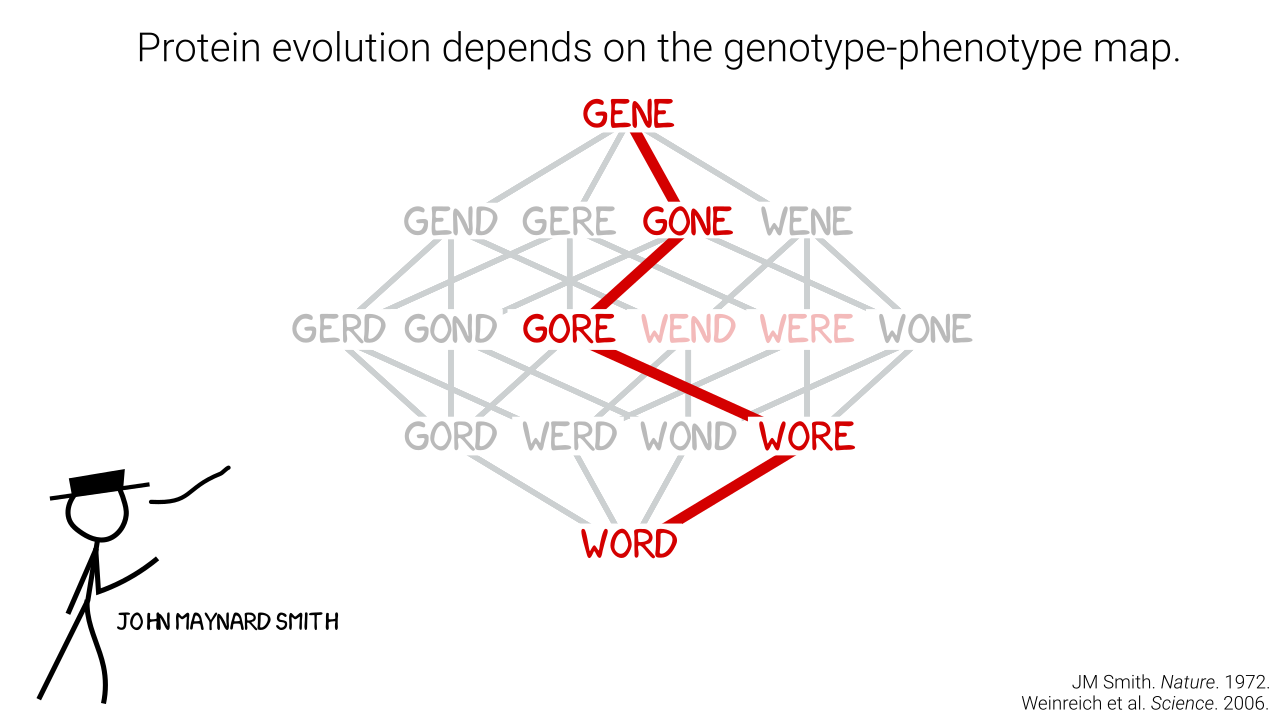 Protein evolution depends on the genotype-phenotype map.
GENE
GEND GERE GONE WENE
GERD GOND GORE WEND WERE WONE
GORD WERD WOND WORE
WORD
JOHN MAYNARD SMITH
JM Smith. Nature. 1972.
Weinreich et al. Science. 2006.